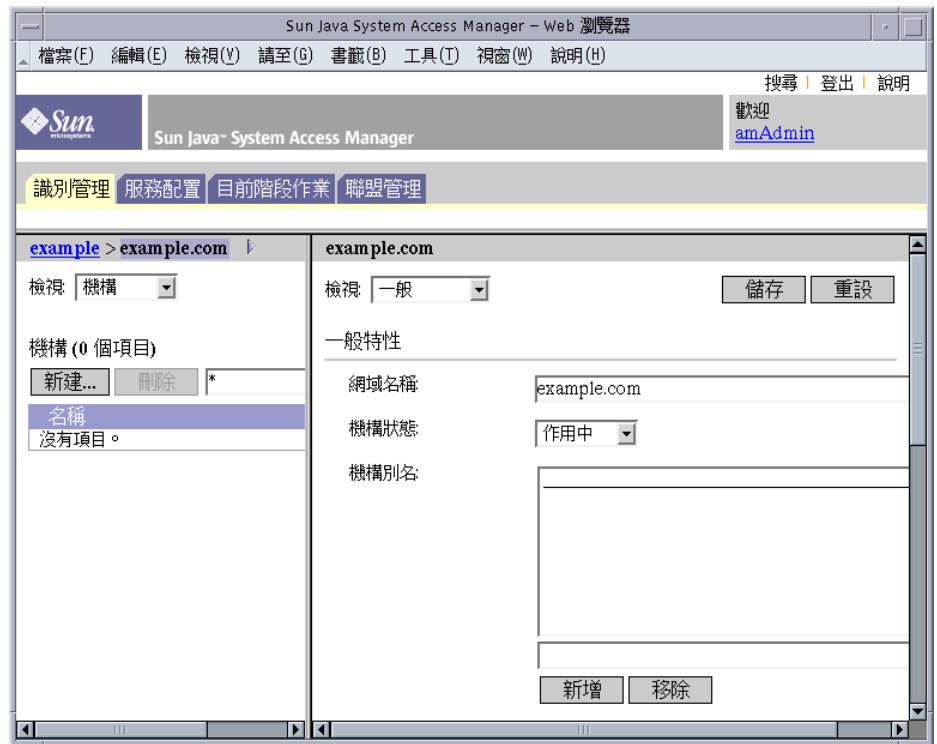 Sun Java System Access Manager – Web 瀏覽器
檔案(F) 編輯(E) 檢視(V) 請至(G) 書籤(B) 工具(T) 視窗(W) 說明(H)
搜尋 登出 說明
Sun
microsystems
Sun Java™ System Access Manager
歡迎
amAdmin
識別管理 服務配置 目前階段作業 聯盟管理
example > example.com
檢視: 機構
機構 (0 個項目)
新建... 刪除 *
名稱
沒有項目。
example.com
檢視: 一般 儲存 重設
一般特性
網域名稱: example.com
機構狀態: 作用中
機構別名:
新增 移除